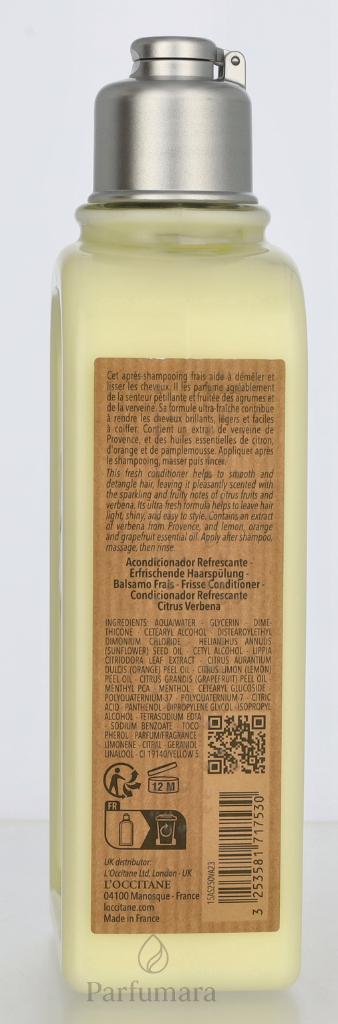 Cet après-shampooing frais aide à démêler et
lisser les cheveux. Il les parfume agréablement
de la senteur pétillante et fruitée des agrumes et
de la verveine. Sa formule ultra-fraîche contribue
à rendre les cheveux brillants, légers et faciles
à coiffer. Contient un extrait de verveine de
Provence, et des huiles essentielles de citron,
d'orange et de pamplemousse. Appliquer après
le shampooing, masser puis rincer.
This fresh conditioner helps to smooth and
detangle hair, leaving it pleasantly scented with
the sparkling and fruity notes of citrus fruits and
verbena. Its ultra fresh formula helps to leave hair
light, shiny, and easy to style. Contains an extract
of verbena from Provence, and lemon, orange
and grapefruit essential oil. Apply after shampoo,
massage, then rinse.
Acondicionador Refrescante -
Erfrischende Haarspülung -
Balsamo Frais - Frisse Conditioner -
Condicionador Refrescante
Citrus Verbena
INGREDIENTS: AQUA/WATER - GLYCERIN - DIME-
THICONE - CETEARYL ALCOHOL - DISTEAROYLETHYL
DIMONIUM CHLORIDE - HELIANTHUS ANNUUS
(SUNFLOWER) SEED OIL - CETYL ALCOHOL - LIPPIA
CITRIODORA LEAF EXTRACT - CITRUS AURANTIUM
DULCIS (ORANGE) PEEL OIL - CITRUS LIMON (LEMON)
PEEL OIL - CITRUS GRANDIS (GRAPEFRUIT) PEEL OIL -
MENTHYL PCA - MENTHOL - CETEARYL GLUCOSIDE -
POLYQUATERNIUM-37 - POLYQUATERNIUM-7 - CITRIC
ACID - PANTHENOL - DIPROPYLENE GLYCOL - ISOPROPYL
ALCOHOL - TETRASODIUM EDTA
- SODIUM BENZOATE - TOCO
PHEROL - PARFUM/FRAGRANCE -
LIMONENE - CITRAL - GERANIOL -
LINALOOL - CI 19140/YELLOW 5
12 M
FR
UK distributor:
L'Occitane Ltd, London - UK
L'OCCITANE
04100 Manosque - France
loccitane.com
Made in France
15AG250VA23
3 253581 717530
Parfumara